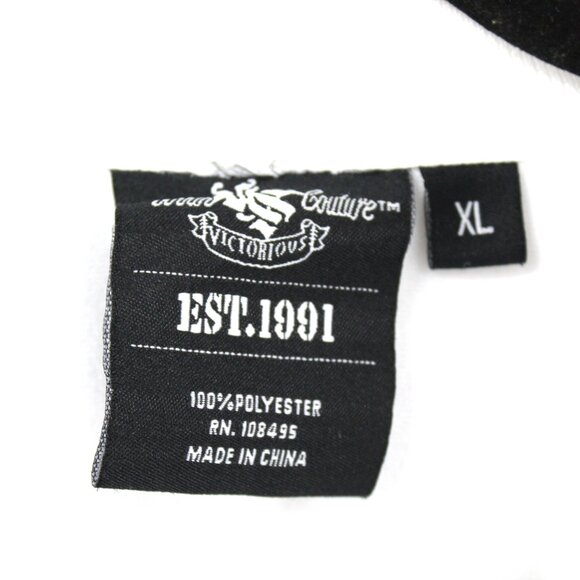 Couture™
VICTORIOUS
EST.1991
100%POLYESTER
RN. 108495
MADE IN CHINA
XL